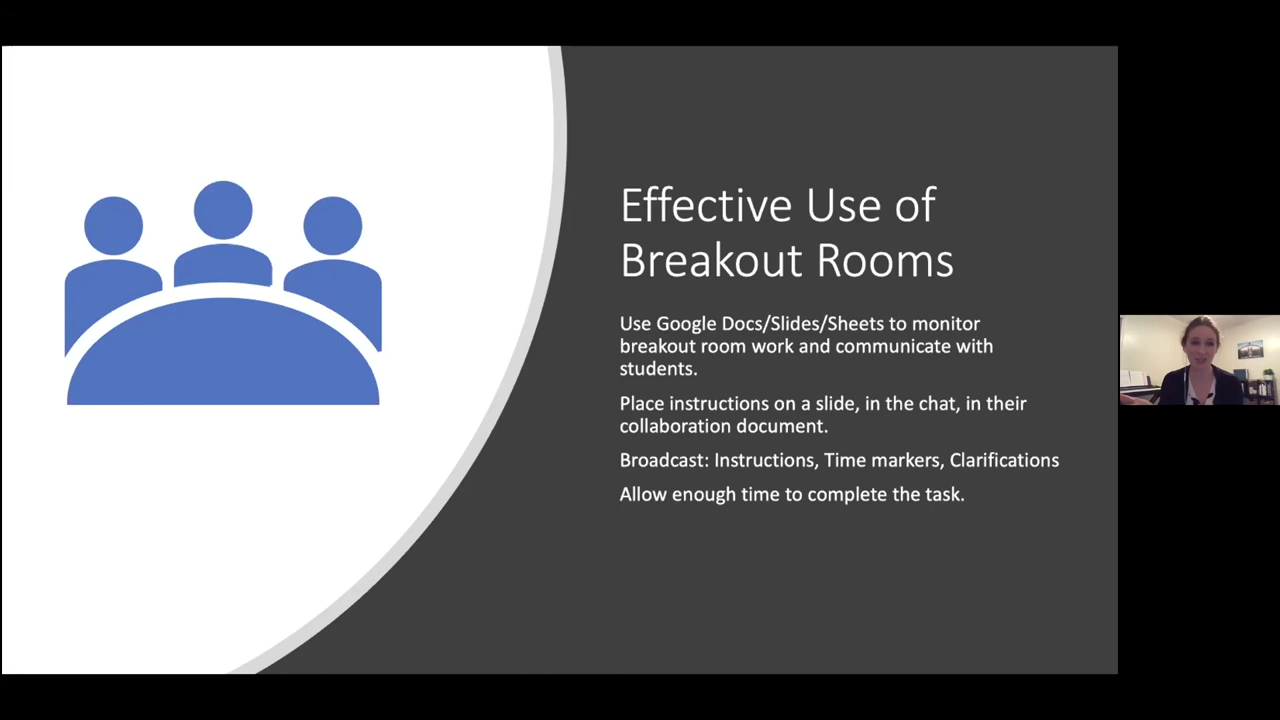 Effective Use of
Breakout Rooms
Use Google Docs/Slides/Sheets to monitor
breakout room work and communicate with
students.
Place instructions on a slide, in the chat, in their
collaboration document.
Broadcast: Instructions, Time markers, Clarifications
Allow enough time to complete the task.